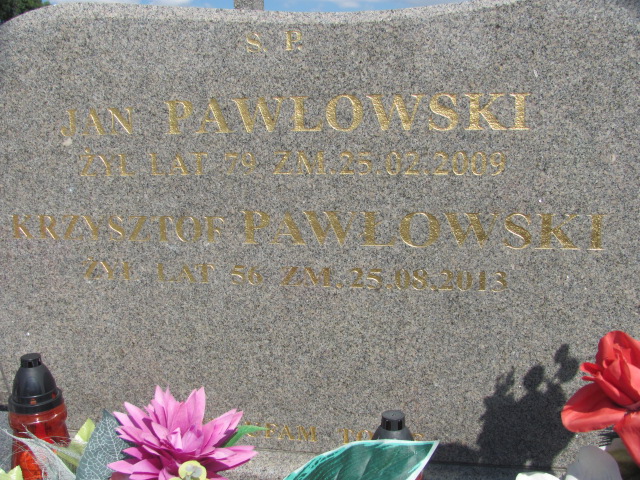 Ś. P.
JAN PAWŁOWSKI
ŻYŁ LAT 79 ZM. 25.02.2009
KRZYSZTOF PAWŁOWSKI
ŻYŁ LAT 56 ZM. 25.08.2013